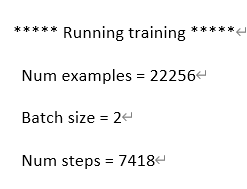 ***** Running training *****
Num examples = 22256
Batch size = 2
Num steps = 7418